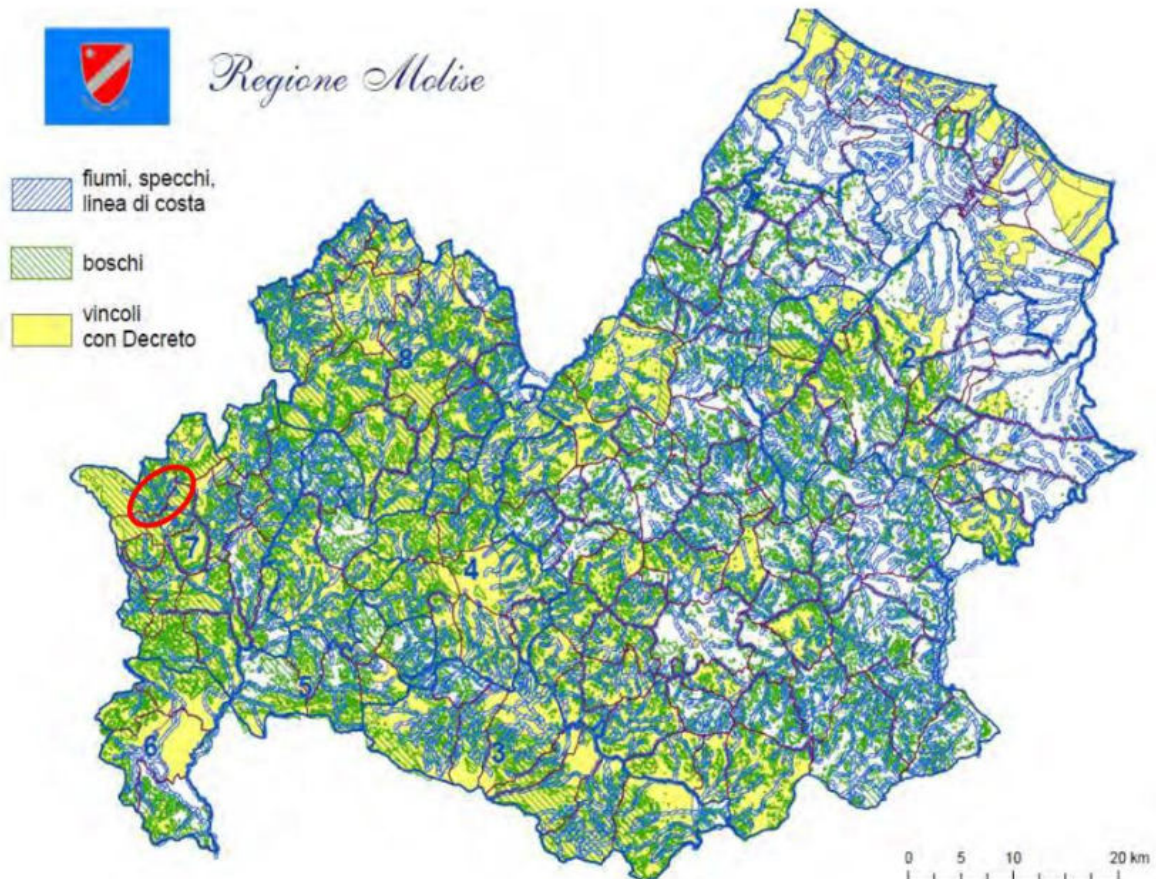 Regione Molise
fiumi, specchi,
linea di costa
boschi
vincoli
con Decreto
1
2
8
7
4
5
3
6
0 5 10 20 km